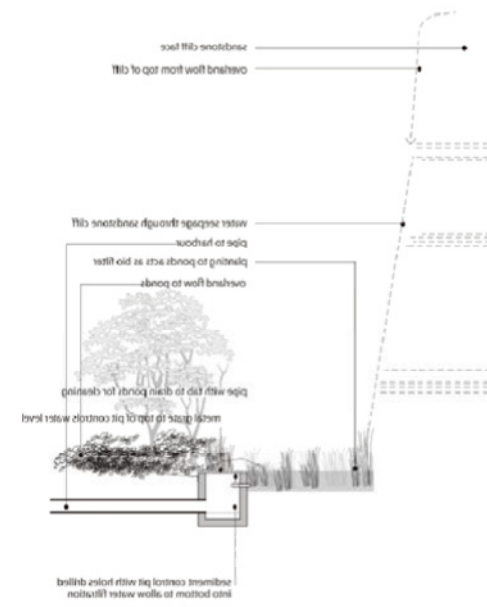 sandstone cliff face
overland flow from top of cliff
water seepage through sandstone cliff
pipe to harbour
planting to ponds acts as bio filter
overland flow to ponds
pipe with tab to drain ponds for cleaning
metal grate to top of pit controls water level
sediment control pit with holes drilled
into bottom to allow water filtration